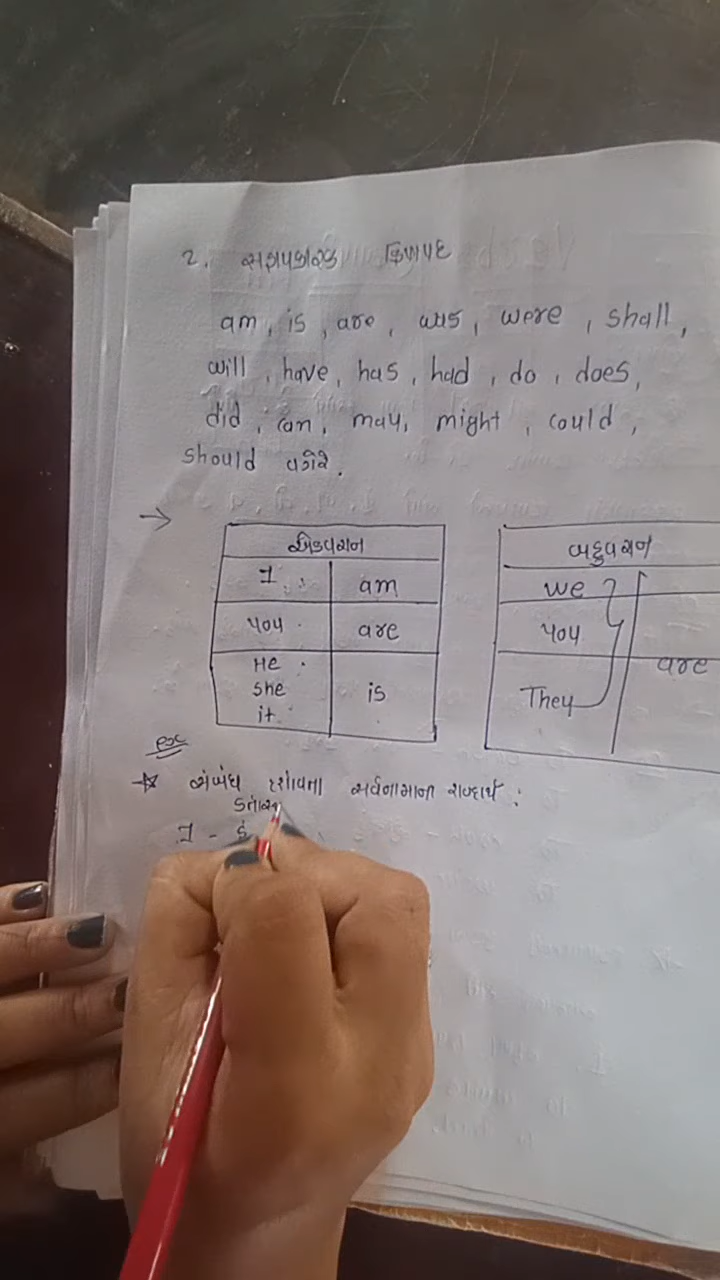 2. સહાયકારક ક્રિયાપદ
am, is, are, was, were, shall,
will, have, has, had, do, does,
did, can, may, might, could,
should વગેરે.
→
એકવચન
I am
you are
He
she is
it
બહુવચન
we
you are
They
ex
સંબંધ દર્શાવતા સર્વનામોના શબ્દાર્થ :
I - હું